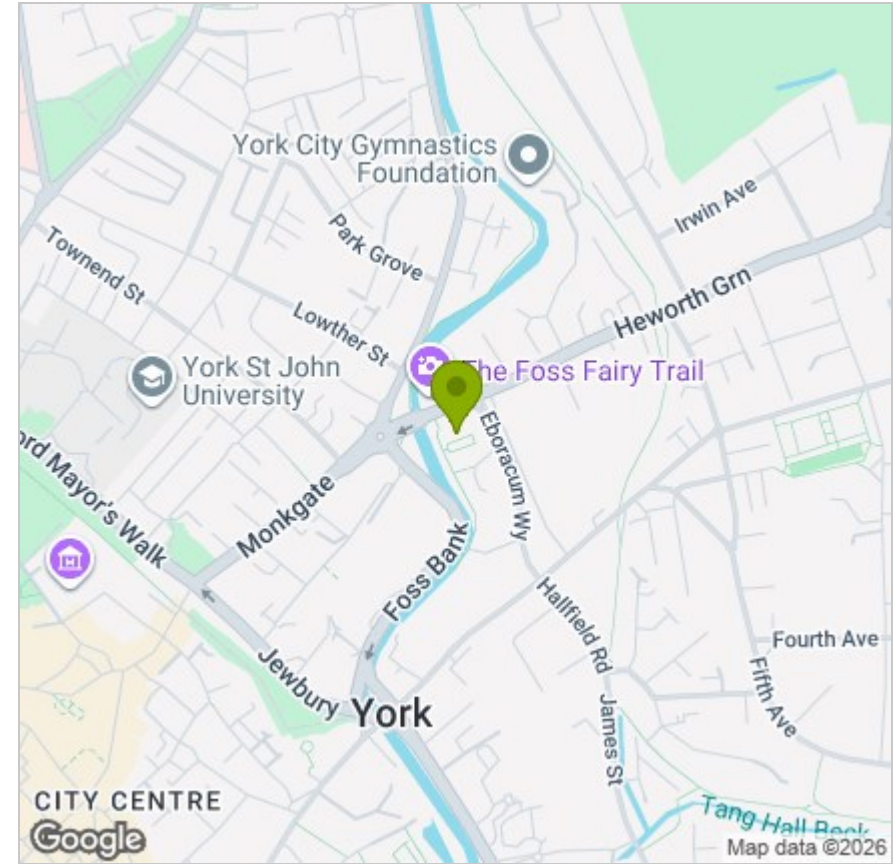 York City Gymnastics
Foundation
Irwin Ave
Park Grove
Townend St
Heworth Grn
Lowther St
The Foss Fairy Trail
York St John
University
Eboracum Wy
ord Mayor's Walk
Monkgate
Foss Bank
Hallfield Rd
Fourth Ave
Fifth Ave
Jewbury
James St
York
CITY CENTRE
Tang Hall Beck
Google
Map data ©2026